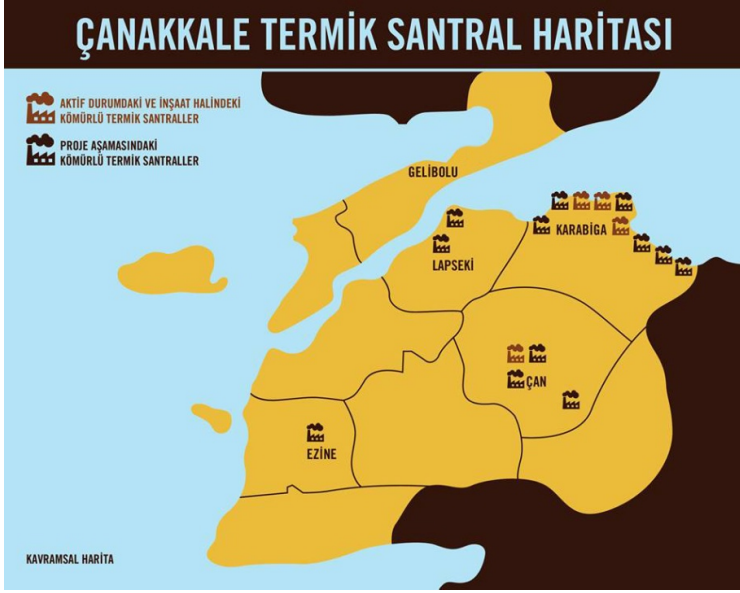 ÇANAKKALE TERMİK SANTRAL HARİTASI
AKTİF DURUMDAKİ VE İNŞAAT HALİNDEKİ
KÖMÜRLÜ TERMİK SANTRALLER
PROJE AŞAMASINDAKİ
KÖMÜRLÜ TERMİK SANTRALLER
GELİBOLU
KARABİGA
LAPSEKİ
ÇAN
EZİNE
KAVRAMSAL HARİTA